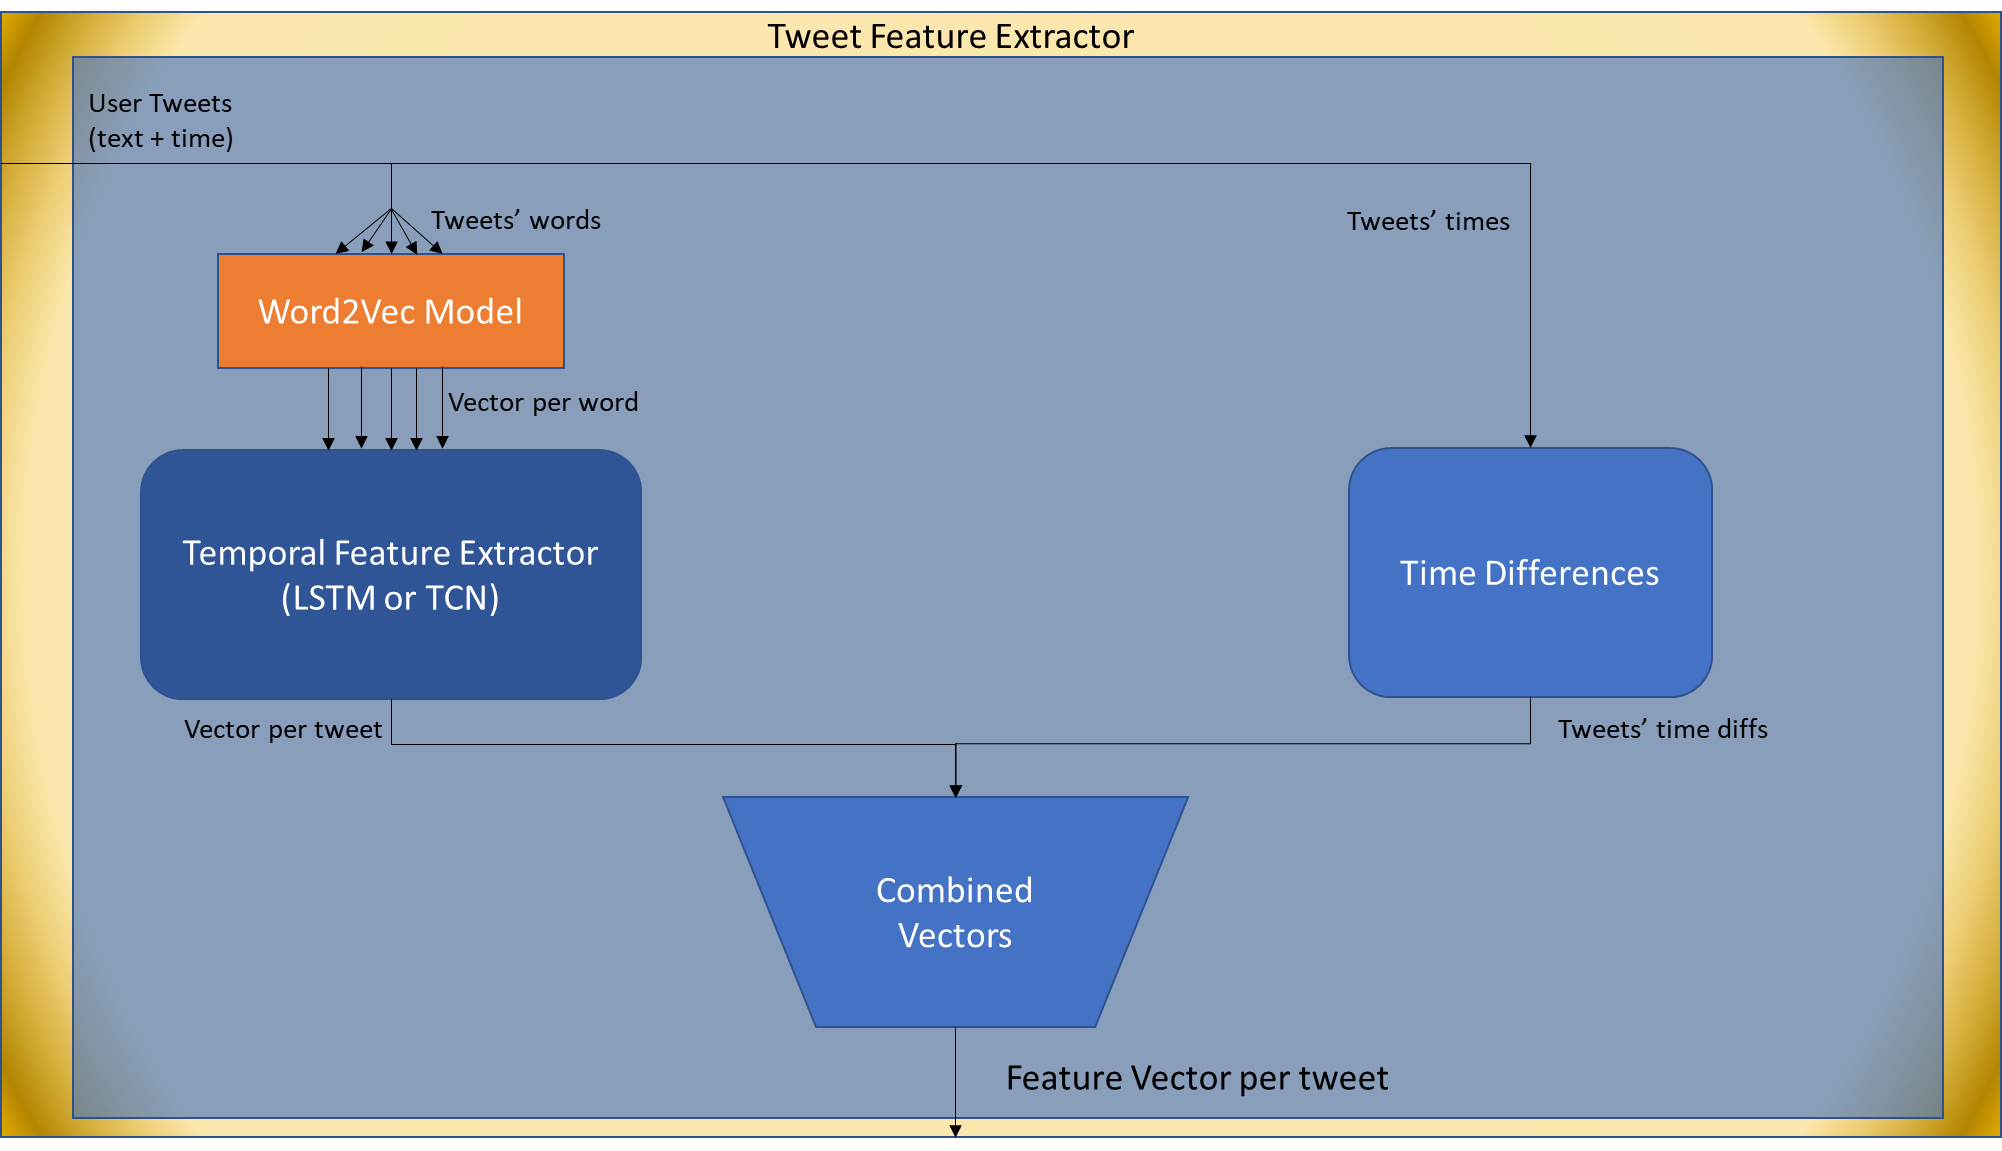 Tweet Feature Extractor
User Tweets
(text + time)
Tweets’ words
Tweets’ times
Word2Vec Model
Vector per word
Temporal Feature Extractor
(LSTM or TCN)
Time Differences
Vector per tweet
Tweets’ time diffs
Combined
Vectors
Feature Vector per tweet